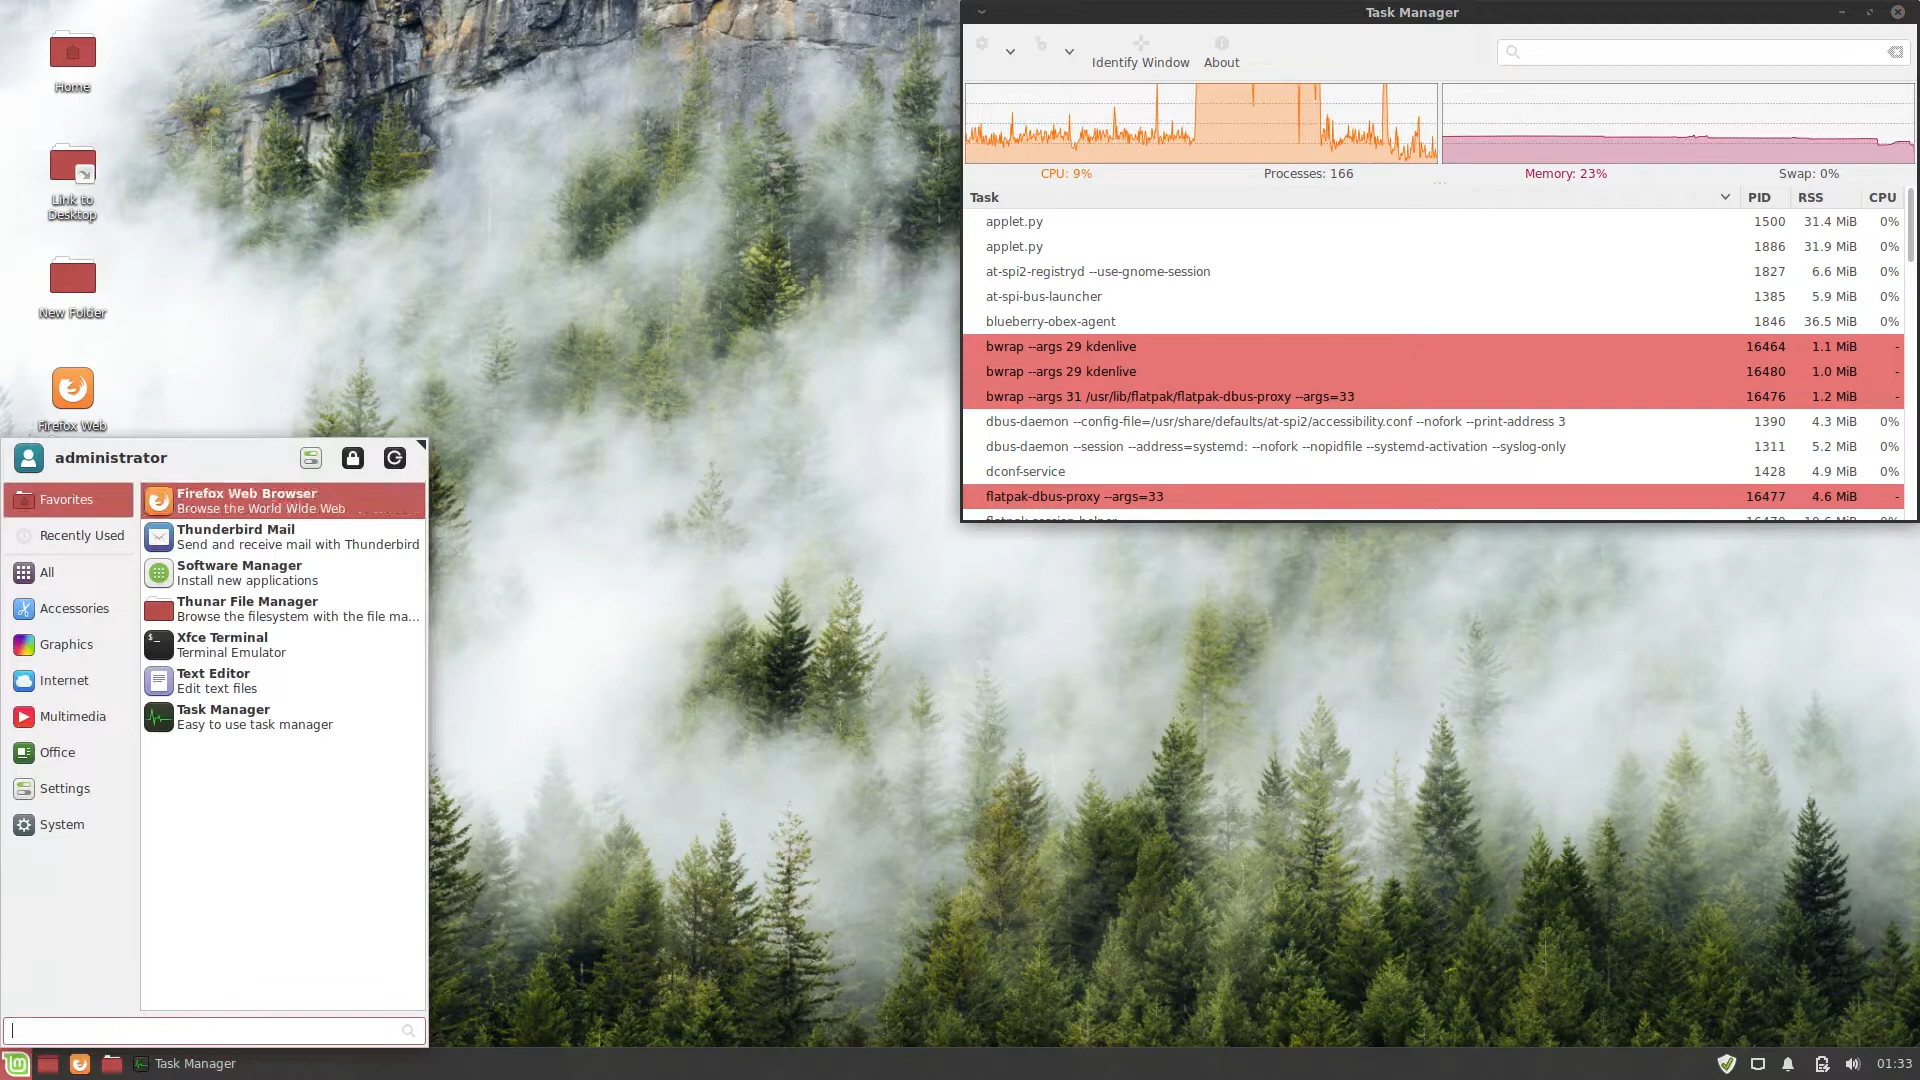 Home
Link to
Desktop
New Folder
Firefox Web
administrator
Favorites
Recently Used
All
Accessories
Graphics
Internet
Multimedia
Office
Settings
System
Firefox Web Browser
Browse the World Wide Web
Thunderbird Mail
Send and receive mail with Thunderbird
Software Manager
Install new applications
Thunar File Manager
Browse the filesystem with the file ma...
Xfce Terminal
Terminal Emulator
Text Editor
Edit text files
Task Manager
Easy to use task manager
Task Manager
Identify Window About
CPU: 9% Processes: 166 Memory: 23% Swap: 0%
Task PID RSS CPU
applet.py 1500 31.4 MiB 0%
applet.py 1886 31.9 MiB 0%
at-spi2-registryd --use-gnome-session 1827 6.6 MiB 0%
at-spi-bus-launcher 1385 5.9 MiB 0%
blueberry-obex-agent 1846 36.5 MiB 0%
bwrap --args 29 kdenlive 16464 1.1 MiB -
bwrap --args 29 kdenlive 16480 1.0 MiB -
bwrap --args 31 /usr/lib/flatpak/flatpak-dbus-proxy --args=33 16476 1.2 MiB -
dbus-daemon --config-file=/usr/share/defaults/at-spi2/accessibility.conf --nofork --print-address 3 1390 4.3 MiB 0%
dbus-daemon --session --address=systemd: --nofork --nopidfile --systemd-activation --syslog-only 1311 5.2 MiB 0%
dconf-service 1428 4.9 MiB 0%
flatpak-dbus-proxy --args=33 16477 4.6 MiB -
Task Manager
01:33